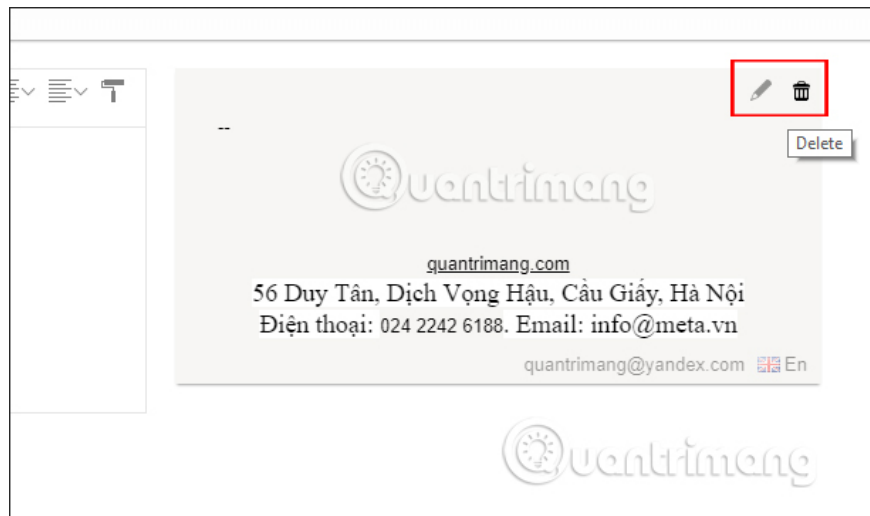 Delete
--
Quantrimang
quantrimang.com
56 Duy Tân, Dịch Vọng Hậu, Cầu Giấy, Hà Nội
Điện thoại: 024 2242 6188. Email: info@meta.vn
quantrimang@yandex.com En
Quantrimang